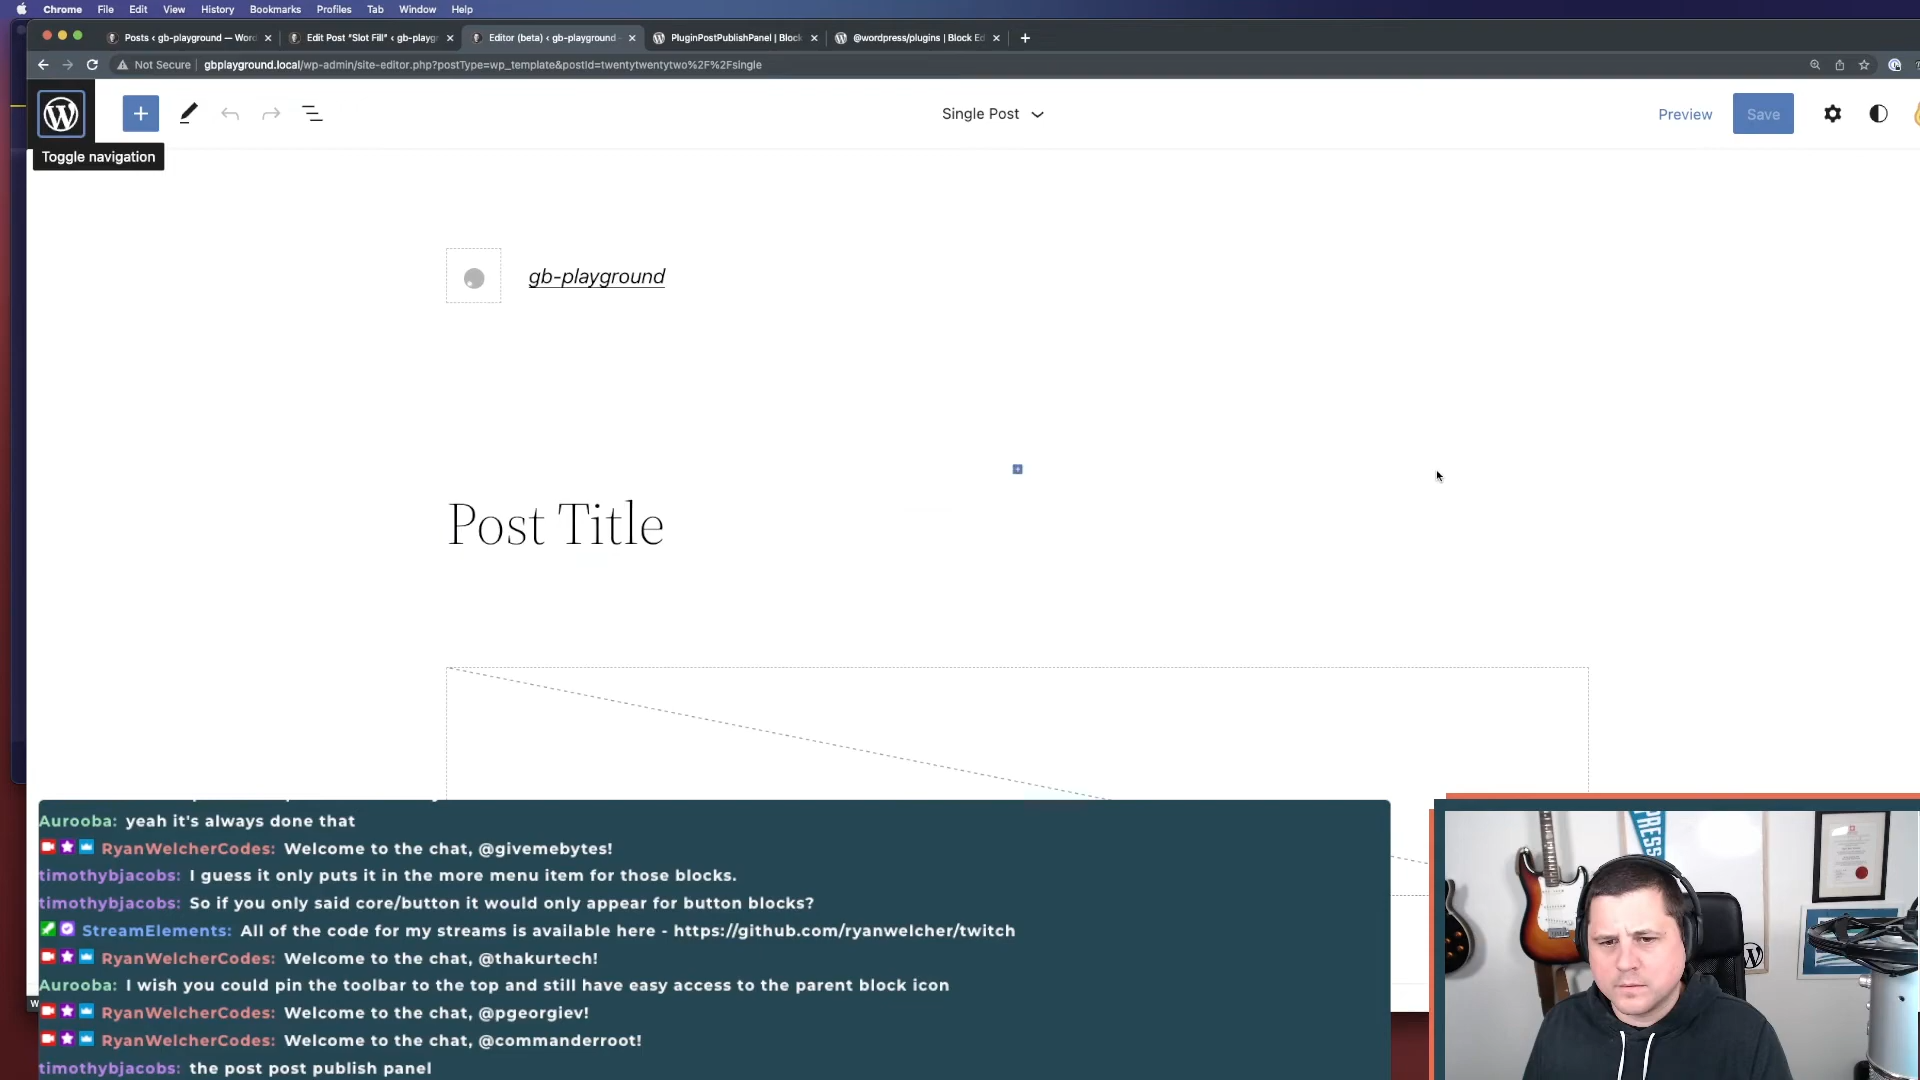 Chrome File Edit View History Bookmarks Profiles Tab Window Help
Posts ‹ gb-playground — Wor
Edit Post "Slot Fill" ‹ gb-playg
Editor (beta) ‹ gb-playground
PluginPostPublishPanel | Block
@wordpress/plugins | Block Ed
Not Secure
gbplayground.local/wp-admin/site-editor.php?postType=wp_template&postId=twentytwentytwo%2F%2Fsingle
Single Post
Preview
Save
Toggle navigation
gb-playground
Post Title
Aurooba: yeah it's always done that
RyanWelcherCodes: Welcome to the chat, @givemebytes!
timothybjacobs: I guess it only puts it in the more menu item for those blocks.
timothybjacobs: So if you only said core/button it would only appear for button blocks?
StreamElements: All of the code for my streams is available here - https://github.com/ryanwelcher/twitch
RyanWelcherCodes: Welcome to the chat, @thakurtech!
Aurooba: I wish you could pin the toolbar to the top and still have easy access to the parent block icon
RyanWelcherCodes: Welcome to the chat, @pgeorgiev!
RyanWelcherCodes: Welcome to the chat, @commanderroot!
timothybjacobs: the post post publish panel
PRESS